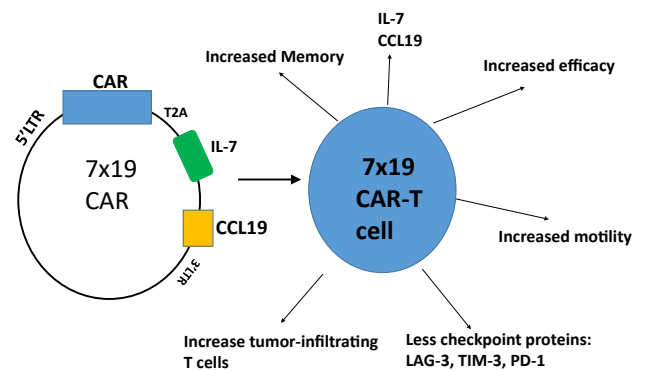 CAR
5'LTR
T2A
IL-7
7x19
CAR
CCL19
3'LTR
IL-7
CCL19
Increased Memory
Increased efficacy
7x19
CAR-T
cell
Increased motility
Increase tumor-infiltrating
T cells
Less checkpoint proteins:
LAG-3, TIM-3, PD-1